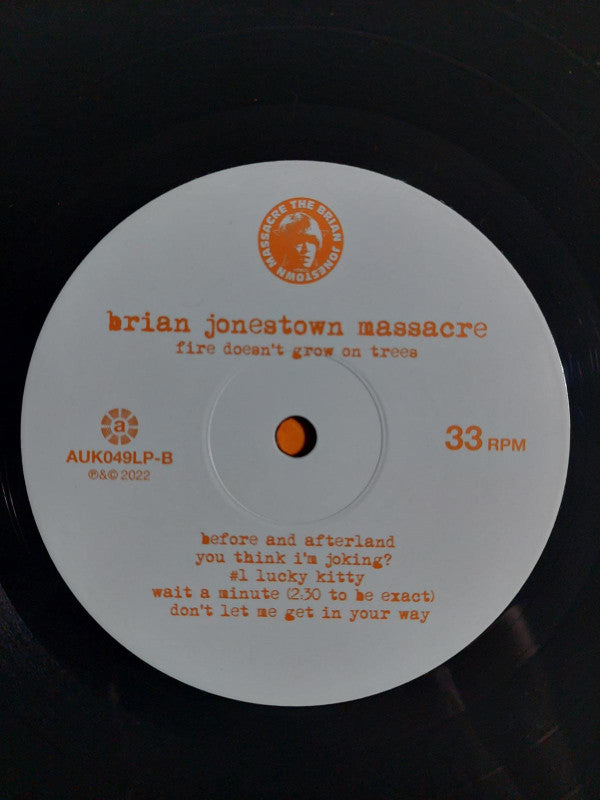 MASSACRE THE BRIAN JONESTOWN
brian jonestown massacre
fire doesn't grow on trees
a
AUK049LP-B
℗&© 2022
33 RPM
before and afterland
you think i'm joking?
#1 lucky kitty
wait a minute (2:30 to be exact)
don't let me get in your way